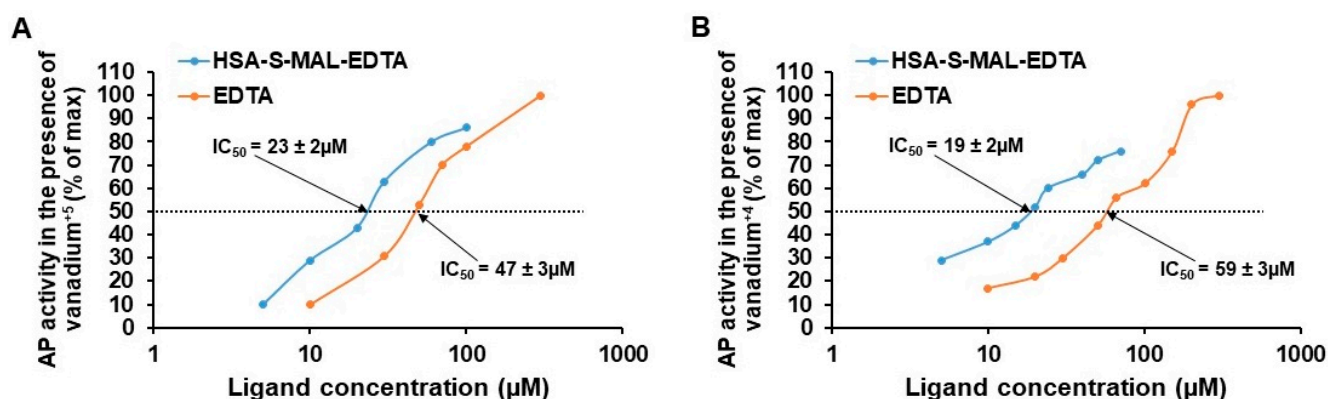 A
AP activity in the presence of
vanadium+5 (% of max)
HSA-S-MAL-EDTA
EDTA
110
100
90
80
70
60
50
40
30
20
10
0
IC50 = 23 ± 2µM
IC50 = 47 ± 3µM
1
10
100
1000
Ligand concentration (µM)
B
AP activity in the presence of
vanadium+4 (% of max)
HSA-S-MAL-EDTA
EDTA
110
100
90
80
70
60
50
40
30
20
10
0
IC50 = 19 ± 2µM
IC50 = 59 ± 3µM
1
10
100
1000
Ligand concentration (µM)